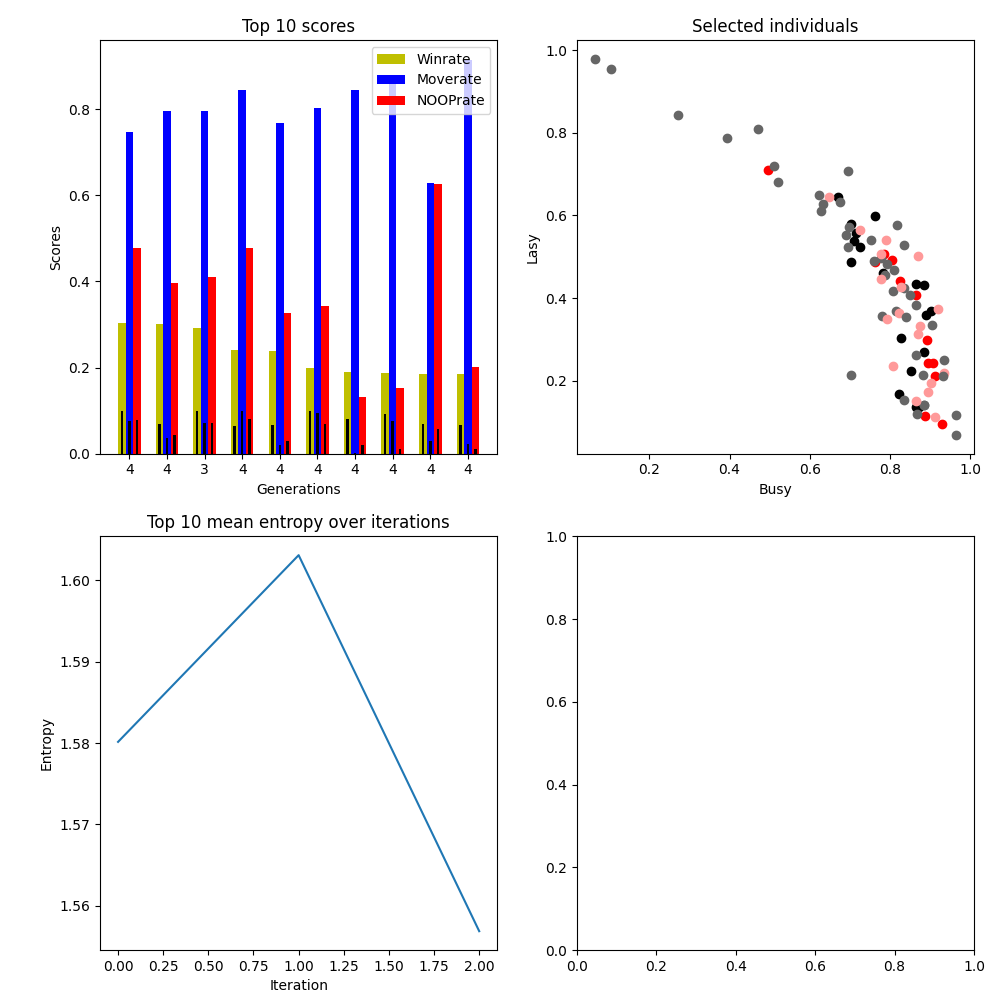 Top 10 scores
Winrate
Moverate
NOOPrate
0.8
0.6
0.4
0.2
0.0
Scores
4 4 3 4 4 4 4 4 4 4
Generations
Selected individuals
1.0
0.8
0.6
0.4
0.2
Lasy
0.2 0.4 0.6 0.8 1.0
Busy
Top 10 mean entropy over iterations
1.60
1.59
1.58
1.57
1.56
Entropy
0.00 0.25 0.50 0.75 1.00 1.25 1.50 1.75 2.00
Iteration
1.0
0.8
0.6
0.4
0.2
0.0
0.0 0.2 0.4 0.6 0.8 1.0